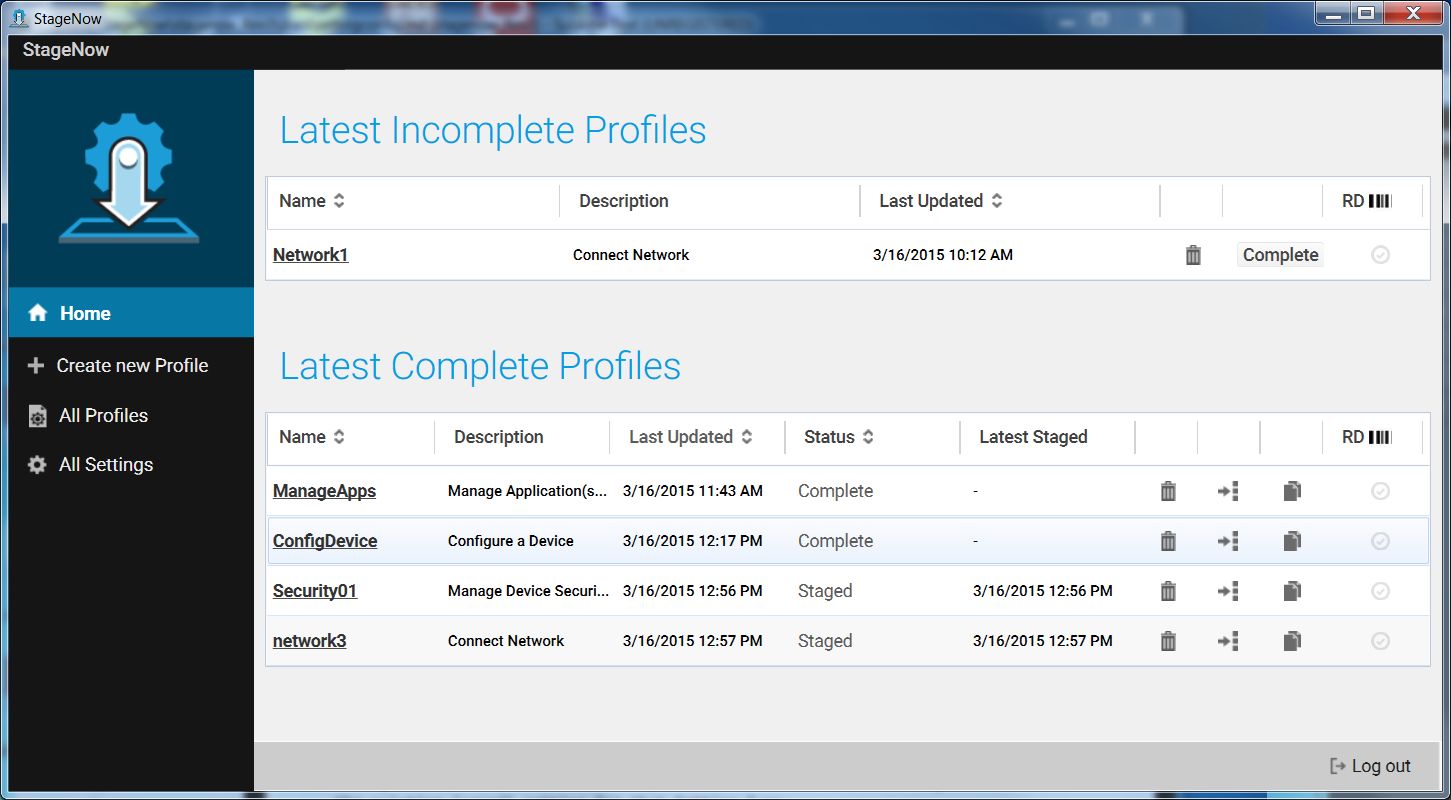 StageNow
StageNow
Latest Incomplete Profiles
Name Description Last Updated RD
Network1 Connect Network 3/16/2015 10:12 AM Complete
Home
Create new Profile
All Profiles
All Settings
Latest Complete Profiles
Name Description Last Updated Status Latest Staged RD
ManageApps Manage Application(s... 3/16/2015 11:43 AM Complete -
ConfigDevice Configure a Device 3/16/2015 12:17 PM Complete -
Security01 Manage Device Securi... 3/16/2015 12:56 PM Staged 3/16/2015 12:56 PM
network3 Connect Network 3/16/2015 12:57 PM Staged 3/16/2015 12:57 PM
Log out